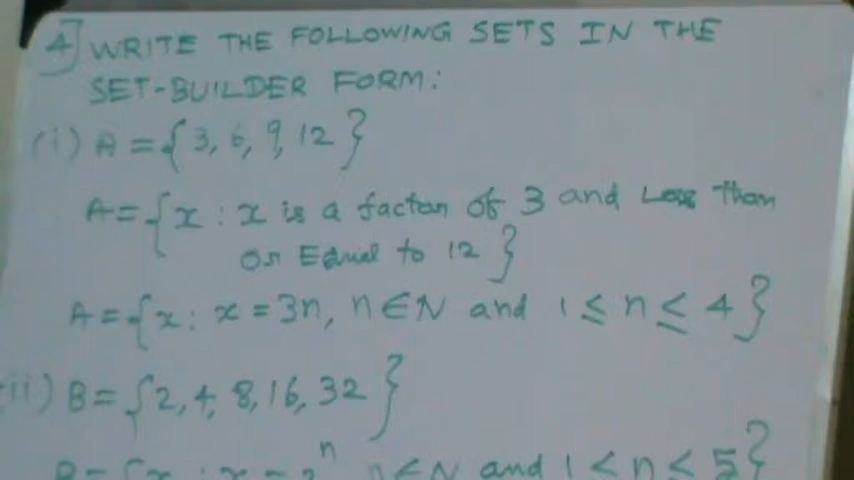 4] WRITE THE FOLLOWING SETS IN THE
SET-BUILDER FORM:
(i) A = {3, 6, 9, 12}
A = {x : x is a factor of 3 and Less Than
or Equal to 12}
A = {x : x = 3n, n ∈ N and 1 ≤ n ≤ 4}
ii) B = {2, 4, 8, 16, 32}
B = {x : x = 2ⁿ, n ∈ N and 1 ≤ n ≤ 5}